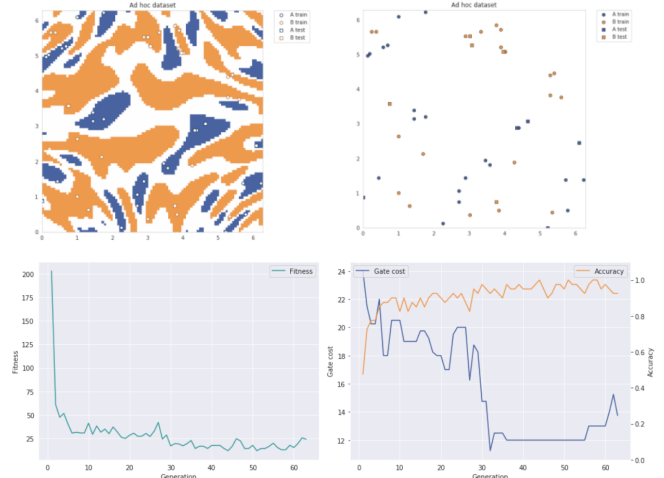 Ad hoc dataset
A train
B train
A test
B test
6
5
4
3
2
1
0
0 1 2 3 4 5 6
Ad hoc dataset
A train
B train
A test
B test
6
5
4
3
2
1
0
0 1 2 3 4 5 6
Fitness
200
175
150
125
100
75
50
25
Fitness
0 10 20 30 40 50 60
Generation
Gate cost
Accuracy
24
22
20
18
16
14
12
Gate cost
1.0
0.8
0.6
0.4
0.2
0.0
Accuracy
0 10 20 30 40 50 60
Generation